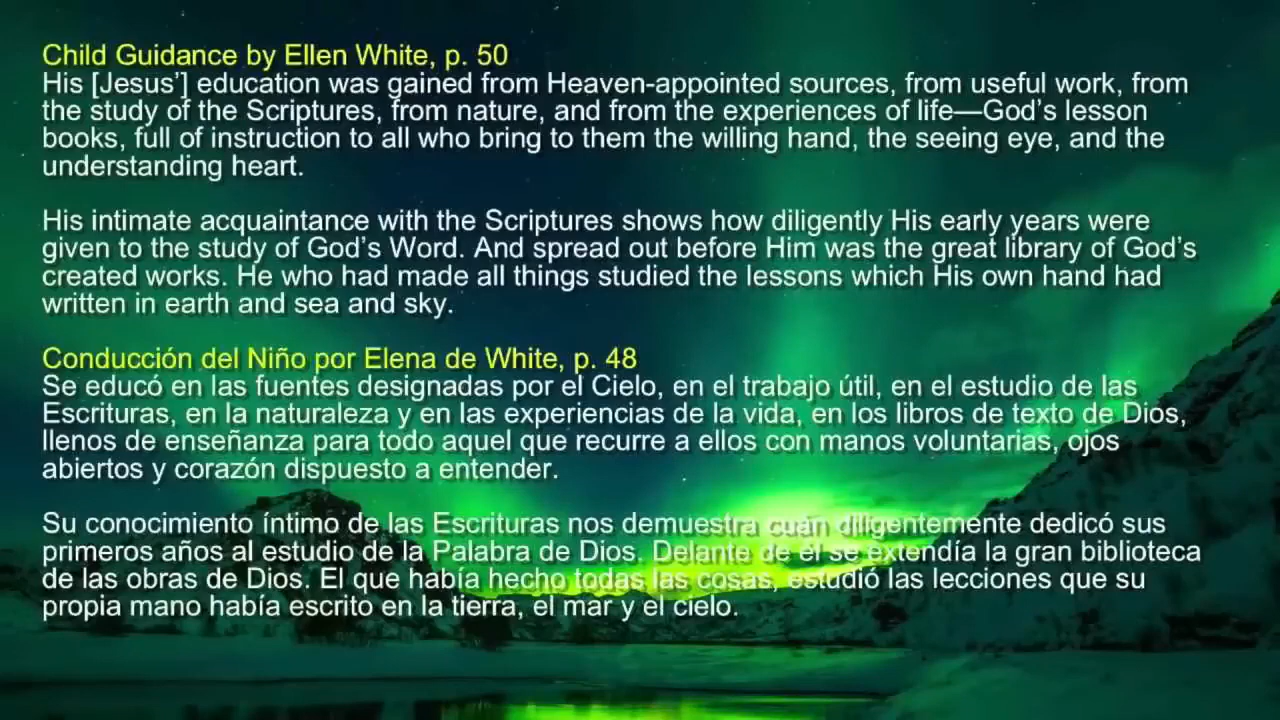 Child Guidance by Ellen White, p. 50
His [Jesus’] education was gained from Heaven-appointed sources, from useful work, from
the study of the Scriptures, from nature, and from the experiences of life—God’s lesson
books, full of instruction to all who bring to them the willing hand, the seeing eye, and the
understanding heart.
His intimate acquaintance with the Scriptures shows how diligently His early years were
given to the study of God’s Word. And spread out before Him was the great library of God’s
created works. He who had made all things studied the lessons which His own hand had
written in earth and sea and sky.
Conducción del Niño por Elena de White, p. 48
Se educó en las fuentes designadas por el Cielo, en el trabajo útil, en el estudio de las
Escrituras, en la naturaleza y en las experiencias de la vida, en los libros de texto de Dios,
llenos de enseñanza para todo aquel que recurre a ellos con manos voluntarias, ojos
abiertos y corazón dispuesto a entender.
Su conocimiento íntimo de las Escrituras nos demuestra cuán diligentemente dedicó sus
primeros años al estudio de la Palabra de Dios. Delante de él se extendía la gran biblioteca
de las obras de Dios. El que había hecho todas las cosas, estudió las lecciones que su
propia mano había escrito en la tierra, el mar y el cielo.